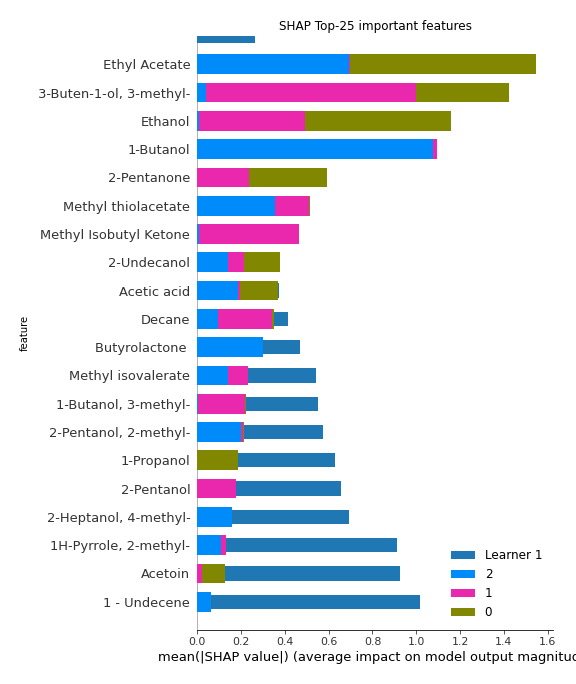 SHAP Top-25 important features
Ethyl Acetate
3-Buten-1-ol, 3-methyl-
Ethanol
1-Butanol
2-Pentanone
Methyl thiolacetate
Methyl Isobutyl Ketone
2-Undecanol
Acetic acid
Decane
Butyrolactone
Methyl isovalerate
1-Butanol, 3-methyl-
2-Pentanol, 2-methyl-
1-Propanol
2-Pentanol
2-Heptanol, 4-methyl-
1H-Pyrrole, 2-methyl-
Acetoin
1 - Undecene
feature
Learner 1
2
1
0
0.0 0.2 0.4 0.6 0.8 1.0 1.2 1.4 1.6
mean(|SHAP value|) (average impact on model output magnitud